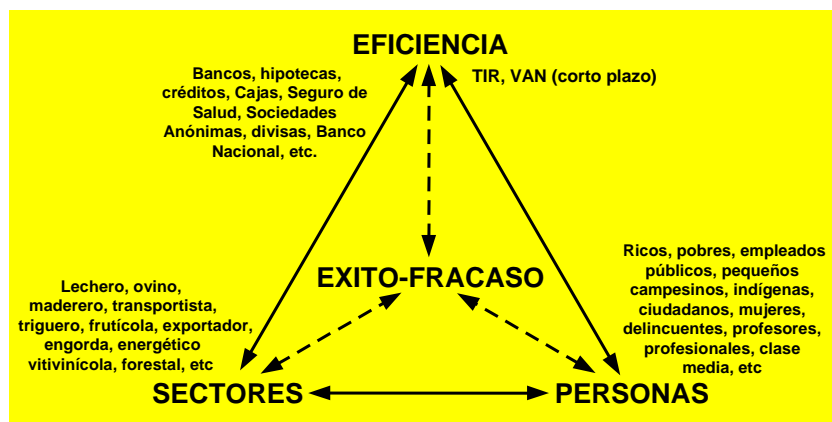 EFICIENCIA
Bancos, hipotecas,
créditos, Cajas, Seguro de
Salud, Sociedades
Anónimas, divisas, Banco
Nacional, etc.
TIR, VAN (corto plazo)
EXITO-FRACASO
Lechero, ovino,
maderero, transportista,
triguero, frutícola, exportador,
engorda, energético
vitivinícola, forestal, etc
SECTORES
Ricos, pobres, empleados
públicos, pequeños
campesinos, indígenas,
ciudadanos, mujeres,
delincuentes, profesores,
profesionales, clase
media, etc
PERSONAS